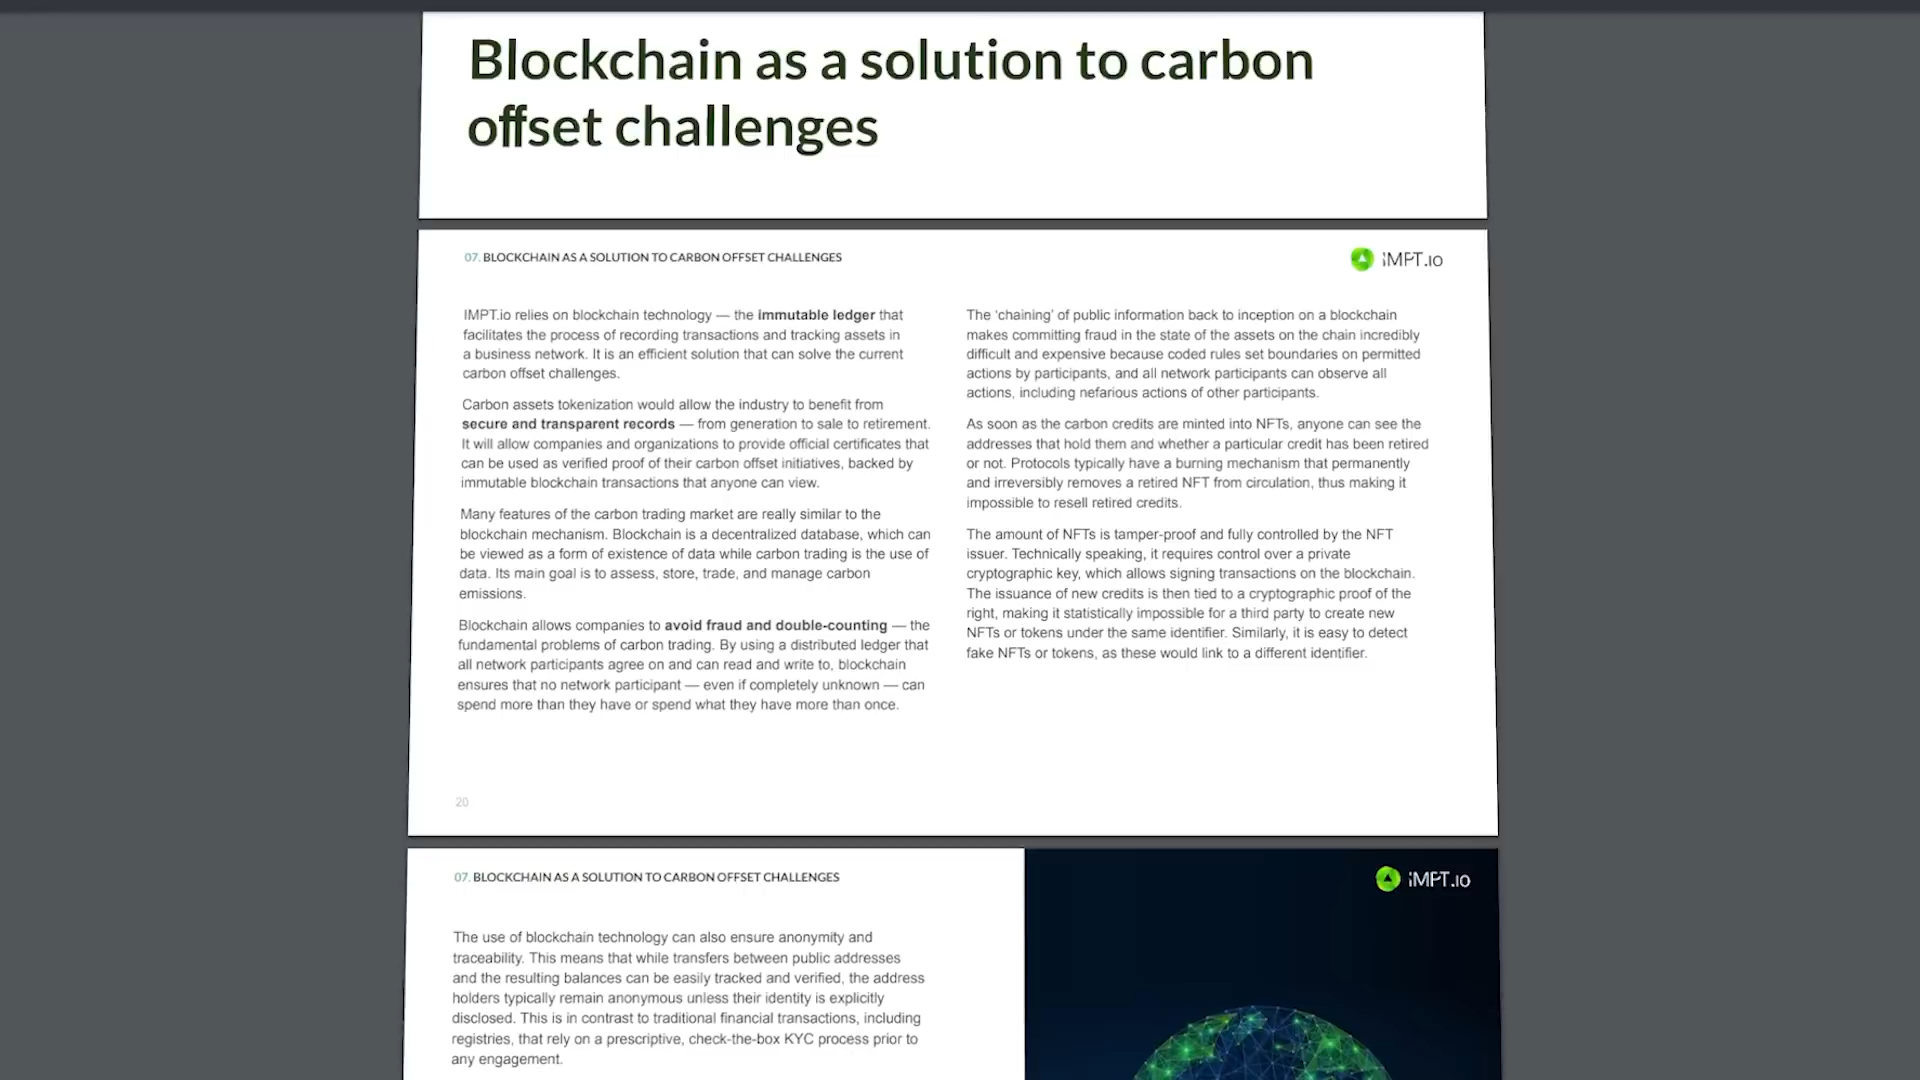 Blockchain as a solution to carbon
offset challenges
07. BLOCKCHAIN AS A SOLUTION TO CARBON OFFSET CHALLENGES
iMPT.io
IMPT.io relies on blockchain technology — the immutable ledger that
facilitates the process of recording transactions and tracking assets in
a business network. It is an efficient solution that can solve the current
carbon offset challenges.
Carbon assets tokenization would allow the industry to benefit from
secure and transparent records — from generation to sale to retirement.
It will allow companies and organizations to provide official certificates that
can be used as verified proof of their carbon offset initiatives, backed by
immutable blockchain transactions that anyone can view.
Many features of the carbon trading market are really similar to the
blockchain mechanism. Blockchain is a decentralized database, which can
be viewed as a form of existence of data while carbon trading is the use of
data. Its main goal is to assess, store, trade, and manage carbon
emissions.
Blockchain allows companies to avoid fraud and double-counting — the
fundamental problems of carbon trading. By using a distributed ledger that
all network participants agree on and can read and write to, blockchain
ensures that no network participant — even if completely unknown — can
spend more than they have or spend what they have more than once.
The ‘chaining’ of public information back to inception on a blockchain
makes committing fraud in the state of the assets on the chain incredibly
difficult and expensive because coded rules set boundaries on permitted
actions by participants, and all network participants can observe all
actions, including nefarious actions of other participants.
As soon as the carbon credits are minted into NFTs, anyone can see the
addresses that hold them and whether a particular credit has been retired
or not. Protocols typically have a burning mechanism that permanently
and irreversibly removes a retired NFT from circulation, thus making it
impossible to resell retired credits.
The amount of NFTs is tamper-proof and fully controlled by the NFT
issuer. Technically speaking, it requires control over a private
cryptographic key, which allows signing transactions on the blockchain.
The issuance of new credits is then tied to a cryptographic proof of the
right, making it statistically impossible for a third party to create new
NFTs or tokens under the same identifier. Similarly, it is easy to detect
fake NFTs or tokens, as these would link to a different identifier.
20
07. BLOCKCHAIN AS A SOLUTION TO CARBON OFFSET CHALLENGES
iMPT.io
The use of blockchain technology can also ensure anonymity and
traceability. This means that while transfers between public addresses
and the resulting balances can be easily tracked and verified, the address
holders typically remain anonymous unless their identity is explicitly
disclosed. This is in contrast to traditional financial transactions, including
registries, that rely on a prescriptive, check-the-box KYC process prior to
any engagement.